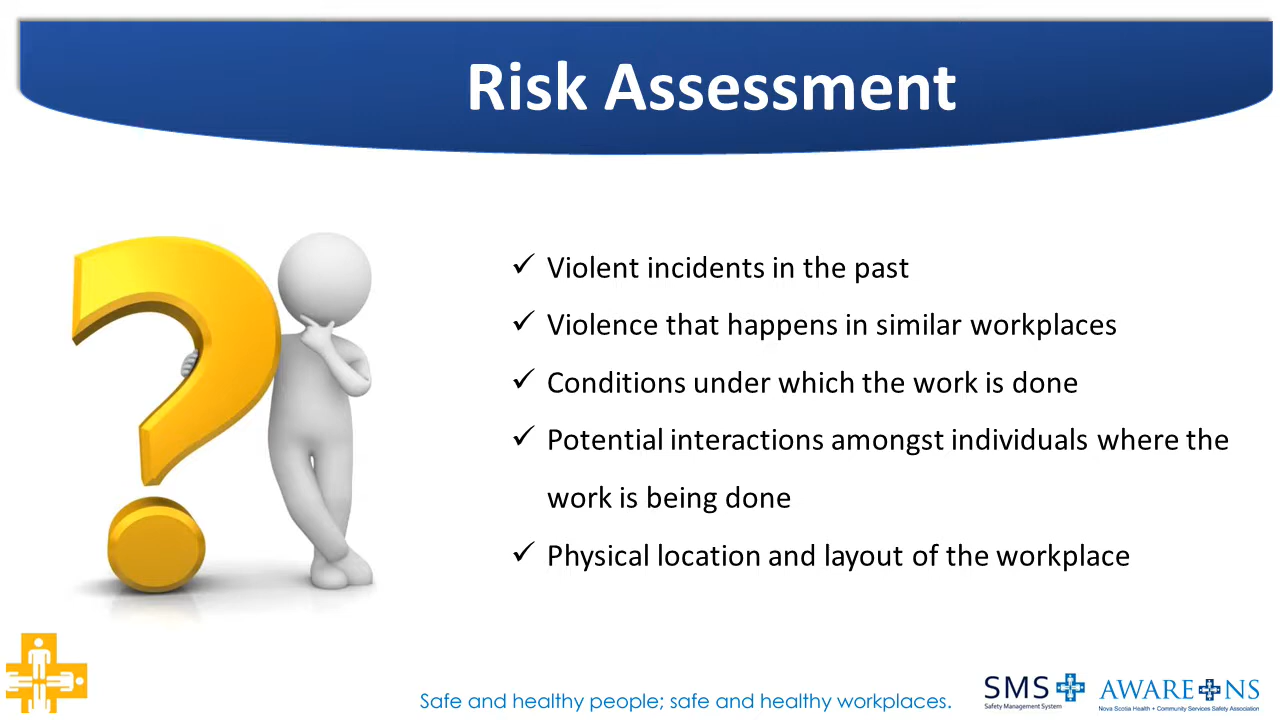 Risk Assessment
✓ Violent incidents in the past
✓ Violence that happens in similar workplaces
✓ Conditions under which the work is done
✓ Potential interactions amongst individuals where the
work is being done
✓ Physical location and layout of the workplace
Safe and healthy people; safe and healthy workplaces.
SMS
Safety Management System
AWARE NS
Nova Scotia Health + Community Services Safety Association